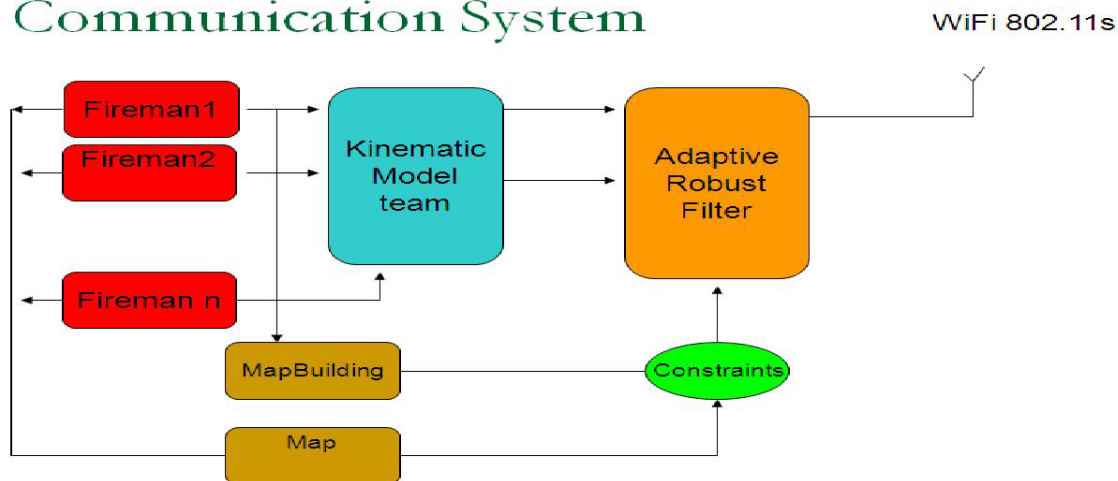 Communication System
WiFi 802.11s
Fireman1
Fireman2
Kinematic
Model
team
Adaptive
Robust
Filter
Fireman n
MapBuilding
Constraints
Map